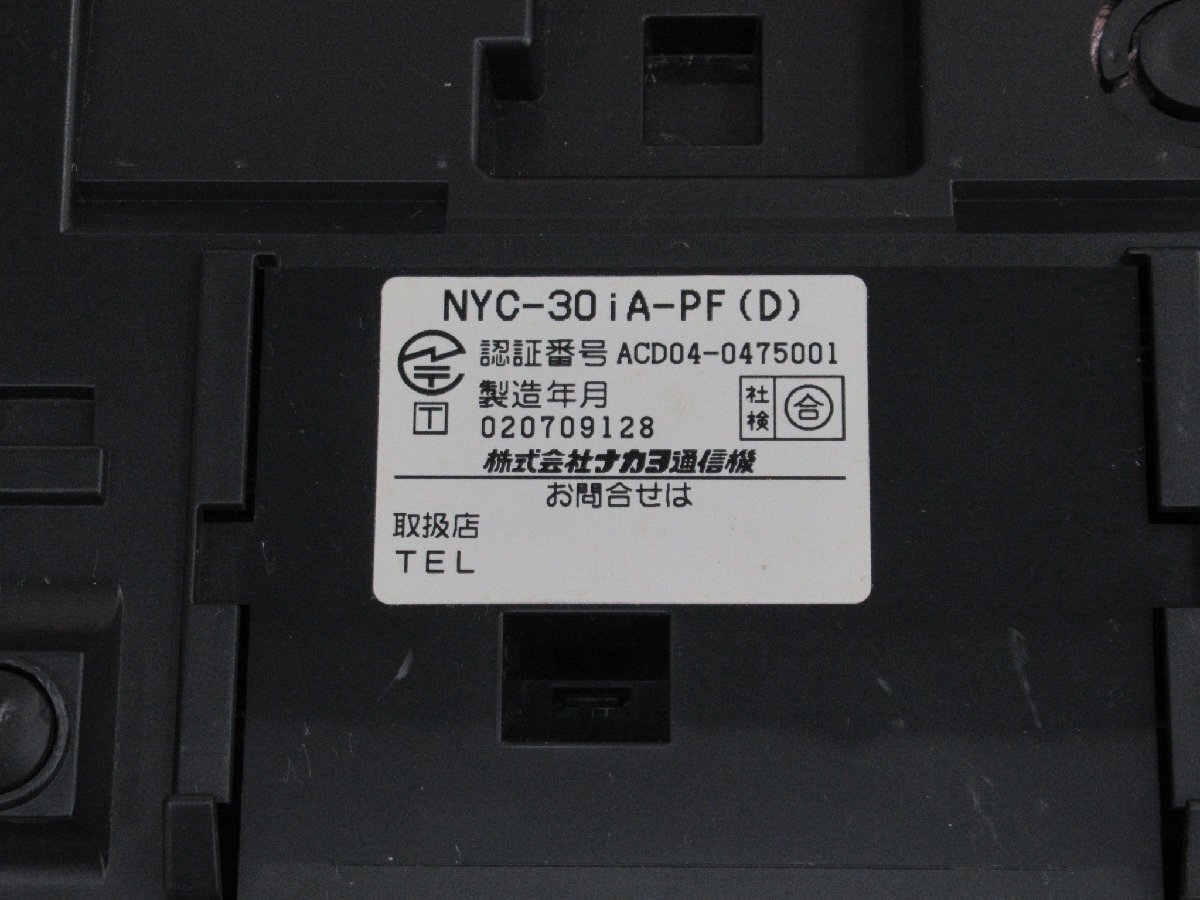 NYC-30iA-PF(D)
認証番号 ACD04-0475001
製造年月
T
020709128
社検 合
株式会社ナカヨ通信機
お問合せは
取扱店
TEL